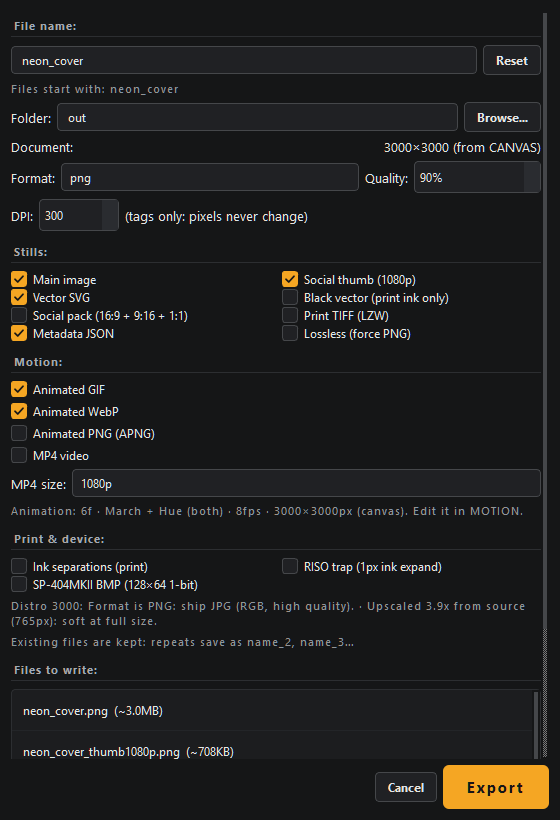 File name:
neon_cover Reset
Files start with: neon_cover
Folder: out Browse...
Document: 3000×3000 (from CANVAS)
Format: png Quality: 90%
DPI: 300 (tags only: pixels never change)
Stills:
Main image Social thumb (1080p)
Vector SVG Black vector (print ink only)
Social pack (16:9 + 9:16 + 1:1) Print TIFF (LZW)
Metadata JSON Lossless (force PNG)
Motion:
Animated GIF
Animated WebP
Animated PNG (APNG)
MP4 video
MP4 size: 1080p
Animation: 6f · March + Hue (both) · 8fps · 3000×3000px (canvas). Edit it in MOTION.
Print & device:
Ink separations (print) RISO trap (1px ink expand)
SP-404MKII BMP (128×64 1-bit)
Distro 3000: Format is PNG: ship JPG (RGB, high quality). · Upscaled 3.9x from source
(765px): soft at full size.
Existing files are kept: repeats save as name_2, name_3...
Files to write:
neon_cover.png (~3.0MB)
neon_cover_thumb1080p.png (~708KB)
Cancel Export